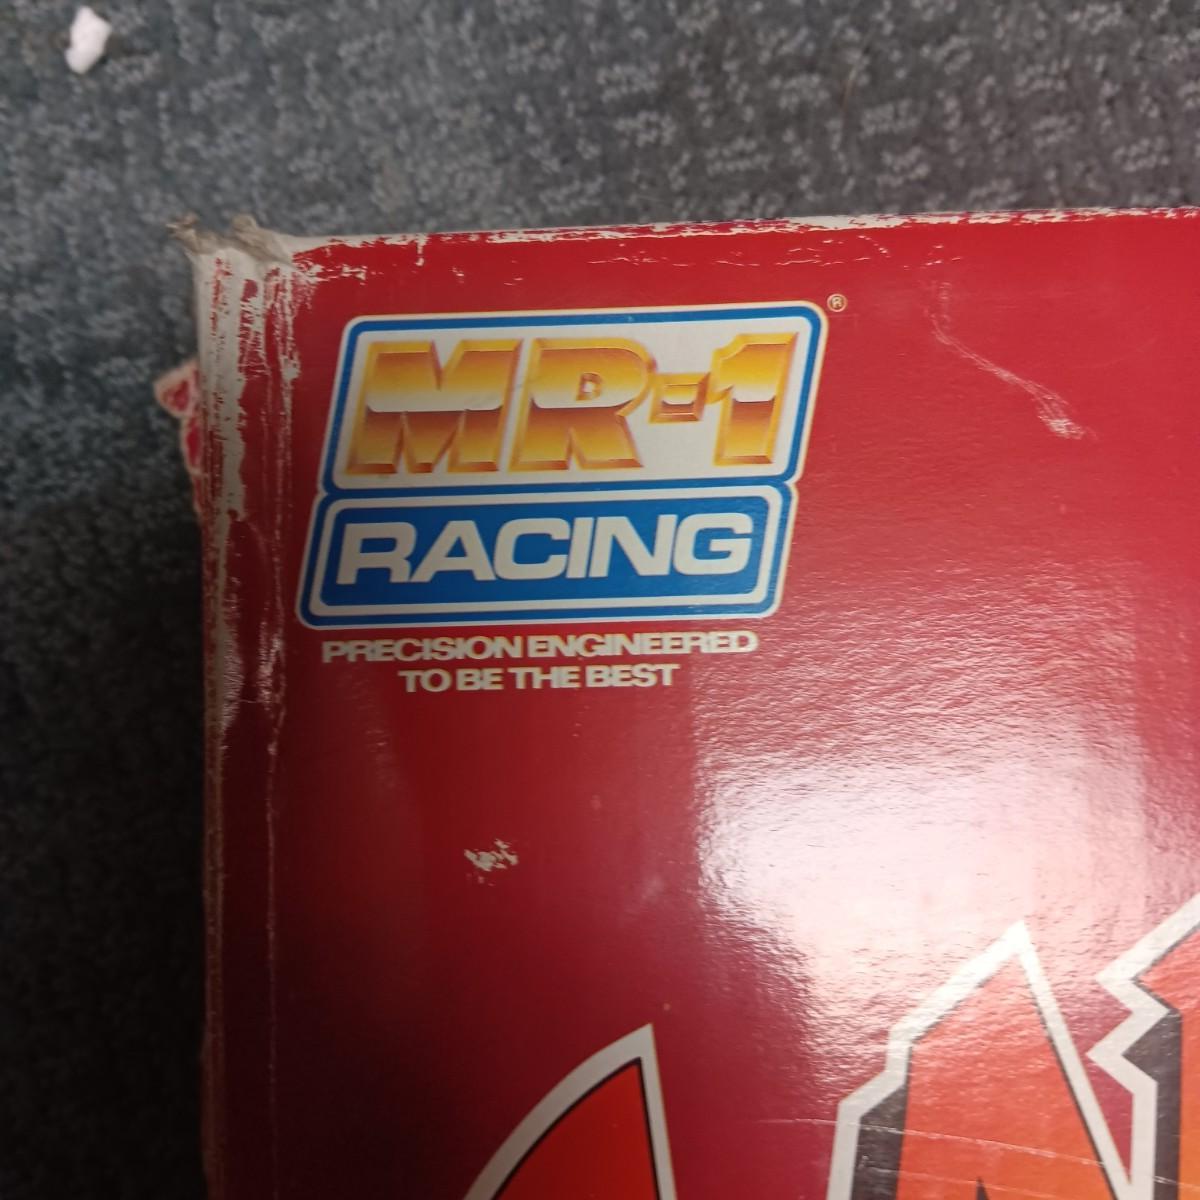 MR-1
®
RACING
PRECISION ENGINEERED
TO BE THE BEST